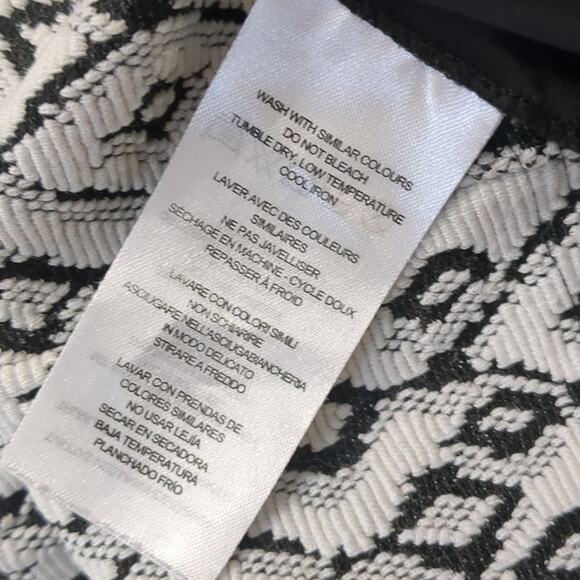 WASH WITH SIMILAR COLOURS
DO NOT BLEACH
TUMBLE DRY, LOW TEMPERATURE
COOL IRON
LAVER AVEC DES COULEURS
SIMILAIRES
NE PAS JAVELLISER
SÉCHAGE EN MACHINE - CYCLE DOUX
REPASSER À FROID
LAVARE CON COLORI SIMILI
NON SCHIARIRE
ASCIUGARE NELL'ASCIUGABIANCHERIA
IN MODO DELICATO
STIRARE A FREDDO
LAVAR CON PRENDAS DE
COLORES SIMILARES
NO USAR LEJÍA
SECAR EN SECADORA
BAJA TEMPERATURA
PLANCHADO FRÍO